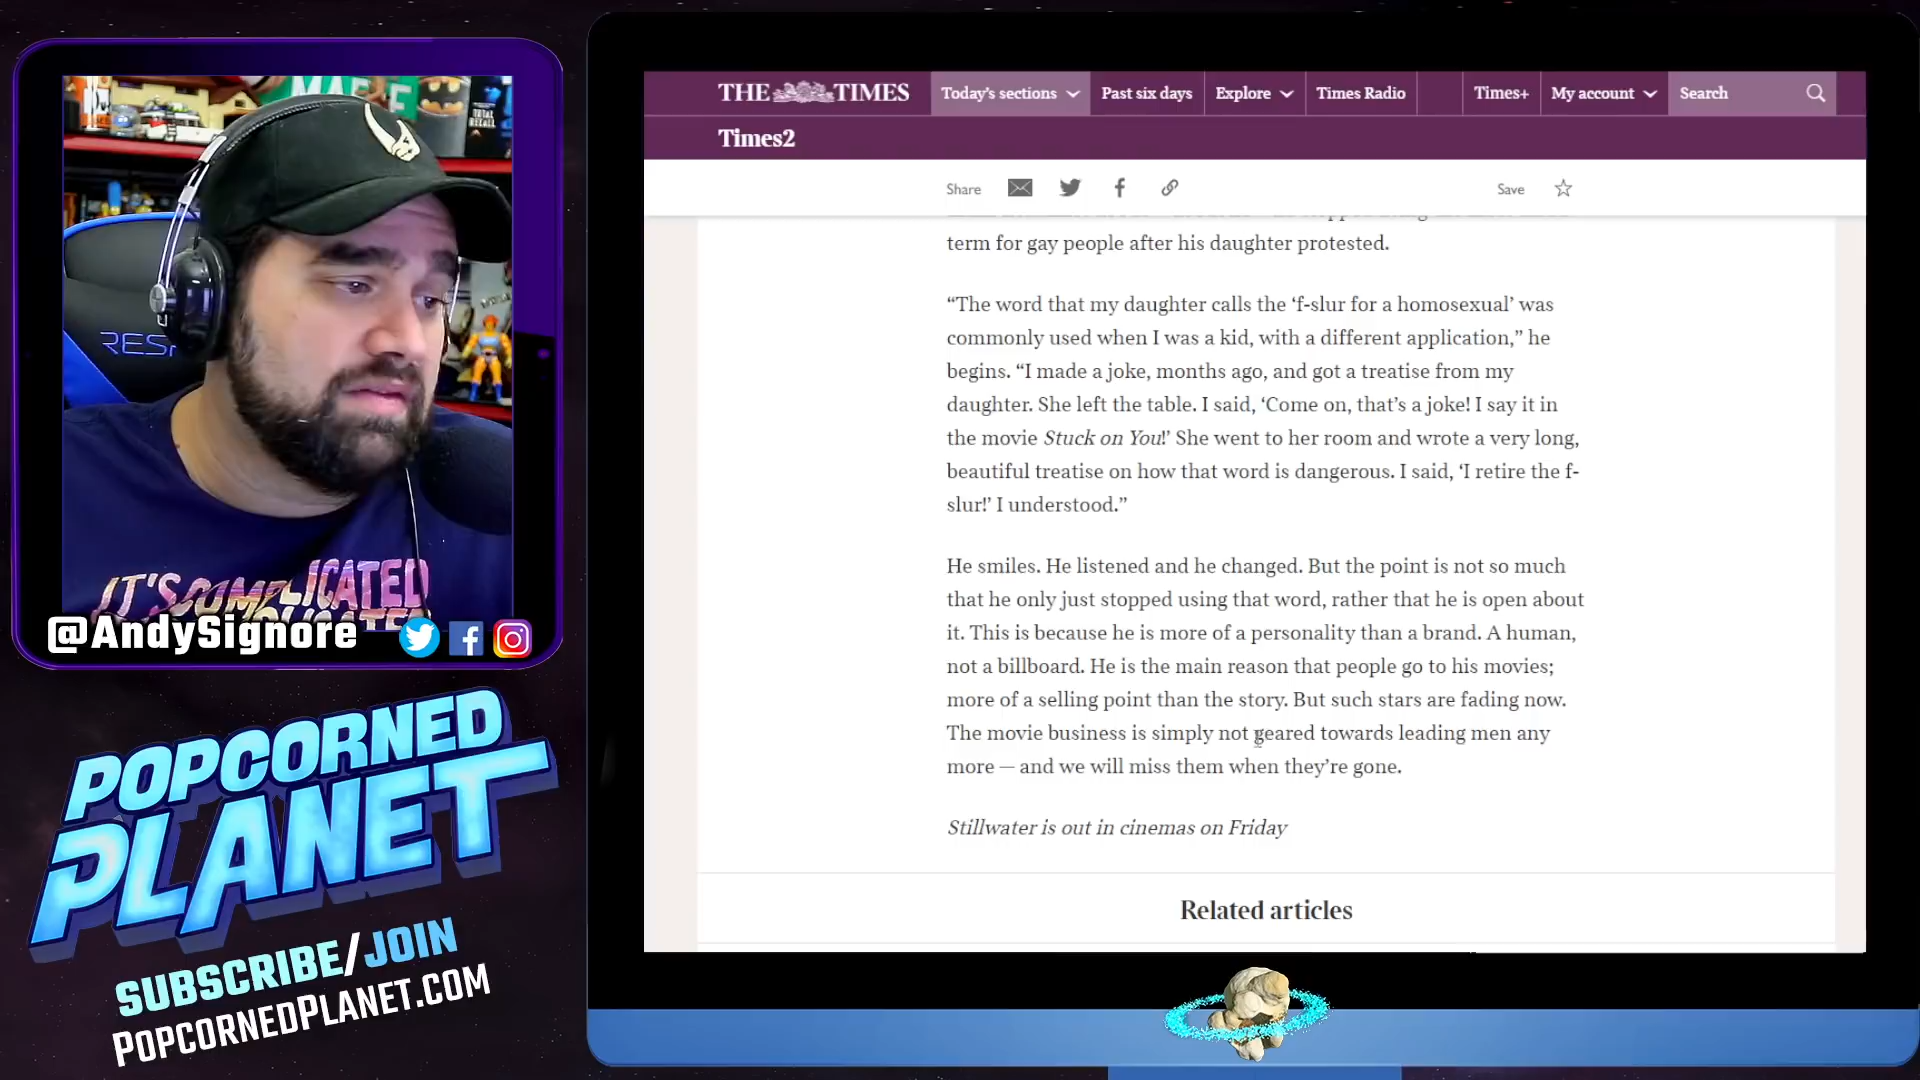 THE TIMES
Today's sections
Past six days
Explore
Times Radio
Times+
My account
Search
Times2
Share
Save
term for gay people after his daughter protested.
“The word that my daughter calls the ‘f-slur for a homosexual’ was
commonly used when I was a kid, with a different application,” he
begins. “I made a joke, months ago, and got a treatise from my
daughter. She left the table. I said, ‘Come on, that’s a joke! I say it in
the movie Stuck on You!’ She went to her room and wrote a very long,
beautiful treatise on how that word is dangerous. I said, ‘I retire the f-
slur!’ I understood.”
He smiles. He listened and he changed. But the point is not so much
that he only just stopped using that word, rather that he is open about
it. This is because he is more of a personality than a brand. A human,
not a billboard. He is the main reason that people go to his movies;
more of a selling point than the story. But such stars are fading now.
The movie business is simply not geared towards leading men any
more — and we will miss them when they’re gone.
Stillwater is out in cinemas on Friday
Related articles
TOTAL
RECALL
IT'S COMPLICATED
@AndySignore
POPCORNED
PLANET
SUBSCRIBE/JOIN
POPCORNEDPLANET.COM